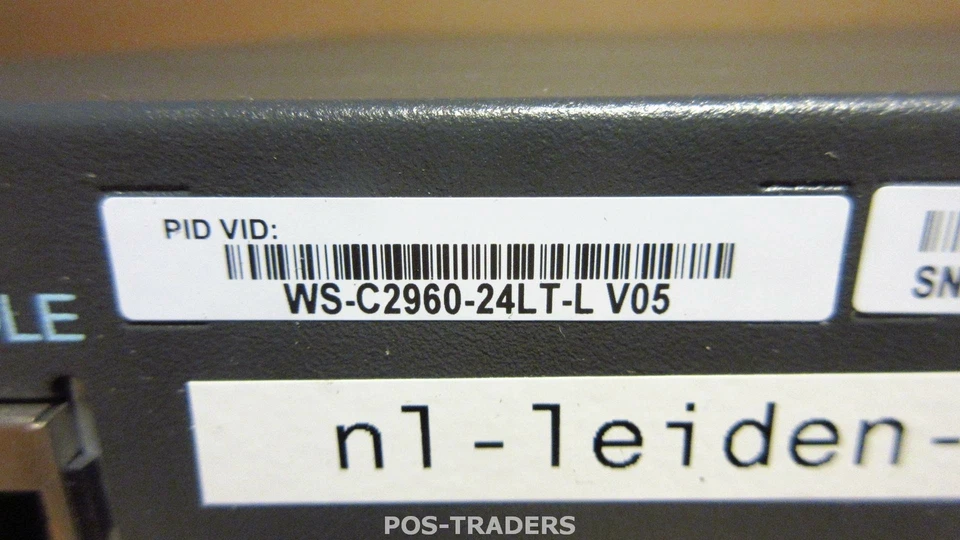 PID VID:
WS-C2960-24LT-L V05
SN
LE
nl-leiden-
POS-TRADERS